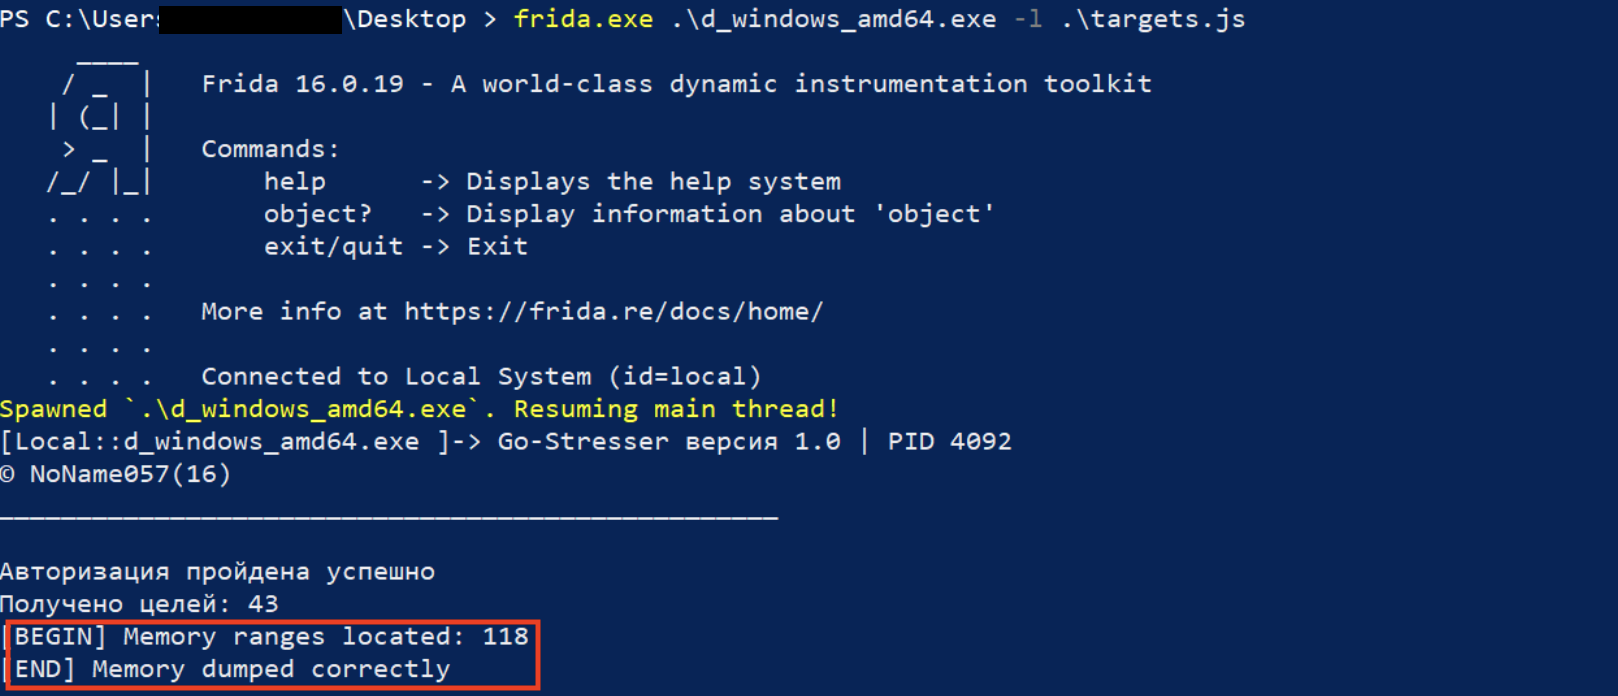 PS C:\User \Desktop > frida.exe .\d_windows_amd64.exe -l .\targets.js
     ____
    / _  |   Frida 16.0.19 - A world-class dynamic instrumentation toolkit
   | (_| |
    > _  |   Commands:
   /_/ |_|       help      -> Displays the help system
   . . . .       object?   -> Display information about 'object'
   . . . .       exit/quit -> Exit
   . . . .
   . . . .   More info at https://frida.re/docs/home/
   . . . .
   . . . .   Connected to Local System (id=local)
Spawned `.\d_windows_amd64.exe`. Resuming main thread!
[Local::d_windows_amd64.exe ]-> Go-Stresser версия 1.0 | PID 4092
© NoName057(16)
__________________________________________________
Авторизация пройдена успешно
Получено целей: 43
[BEGIN] Memory ranges located: 118
[END] Memory dumped correctly